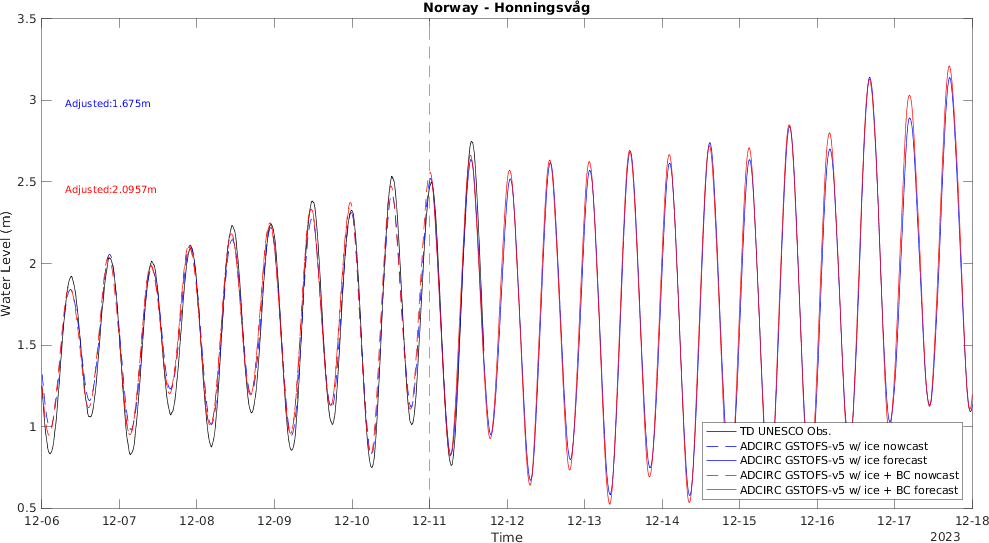 Norway - Honningsvåg
3.5
3
2.5
2
1.5
1
0.5
Water Level (m)
Adjusted:1.675m
Adjusted:2.0957m
TD UNESCO Obs.
ADCIRC GSTOFS-v5 w/ ice nowcast
ADCIRC GSTOFS-v5 w/ ice forecast
ADCIRC GSTOFS-v5 w/ ice + BC nowcast
ADCIRC GSTOFS-v5 w/ ice + BC forecast
12-06 12-07 12-08 12-09 12-10 12-11 12-12 12-13 12-14 12-15 12-16 12-17 12-18
Time
2023